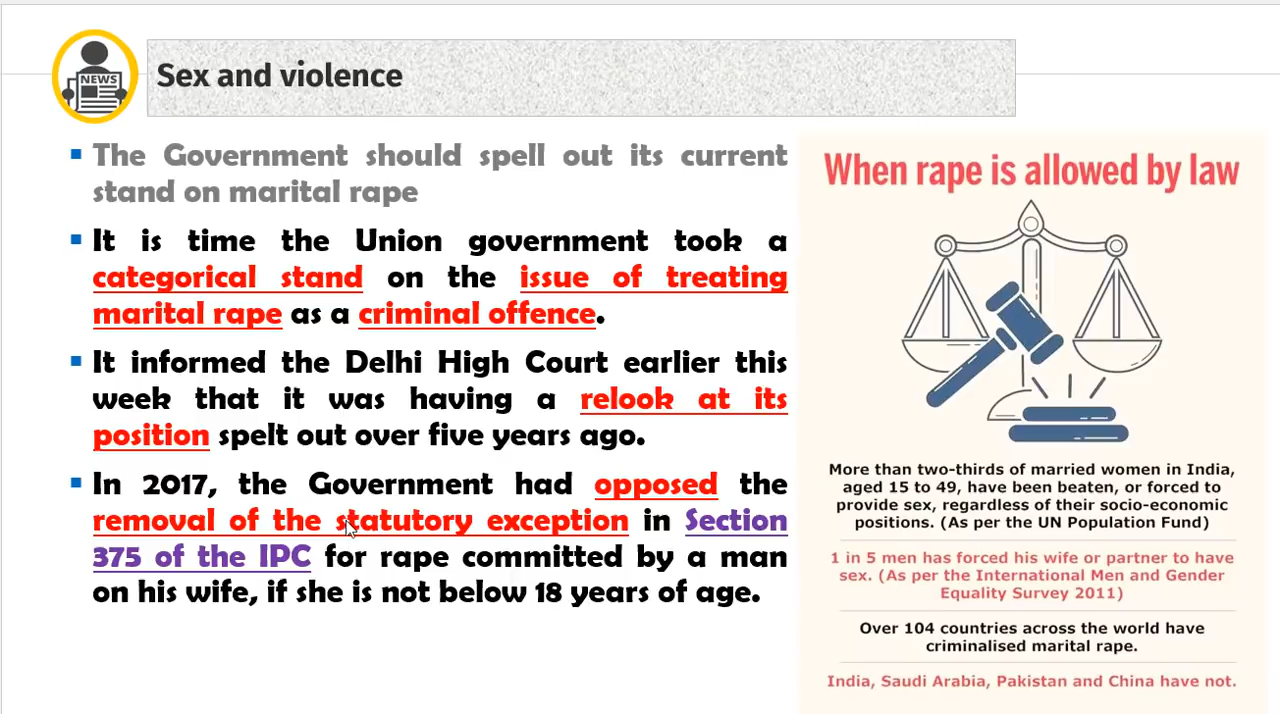 NEWS
Sex and violence
The Government should spell out its current
stand on marital rape
It is time the Union government took a
categorical stand on the issue of treating
marital rape as a criminal offence.
It informed the Delhi High Court earlier this
week that it was having a relook at its
position spelt out over five years ago.
In 2017, the Government had opposed the
removal of the statutory exception in Section
375 of the IPC for rape committed by a man
on his wife, if she is not below 18 years of age.
When rape is allowed by law
More than two-thirds of married women in India,
aged 15 to 49, have been beaten, or forced to
provide sex, regardless of their socio-economic
positions. (As per the UN Population Fund)
1 in 5 men has forced his wife or partner to have
sex. (As per the International Men and Gender
Equality Survey 2011)
Over 104 countries across the world have
criminalised marital rape.
India, Saudi Arabia, Pakistan and China have not.